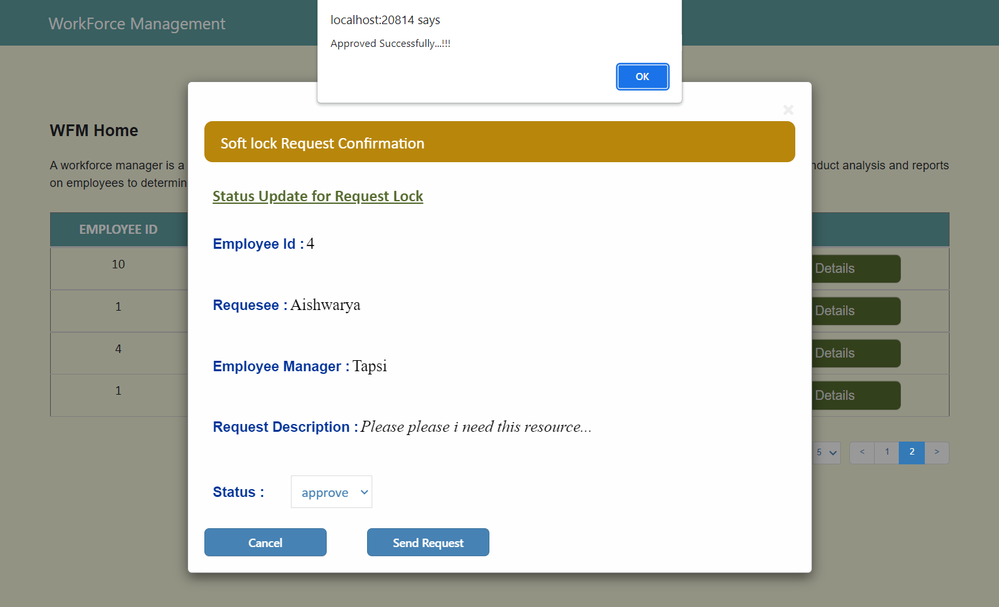 WorkForce Management
localhost:20814 says
Approved Successfully...!!!
OK
×
WFM Home
Soft lock Request Confirmation
A workforce manager is a
nduct analysis and reports
on employees to determin
Status Update for Request Lock
EMPLOYEE ID
Employee Id : 4
10
Details
Requesee : Aishwarya
1
Details
4
Details
Employee Manager : Tapsi
1
Details
Request Description : Please please i need this resource...
5
<
1
2
>
Status :
approve
Cancel
Send Request